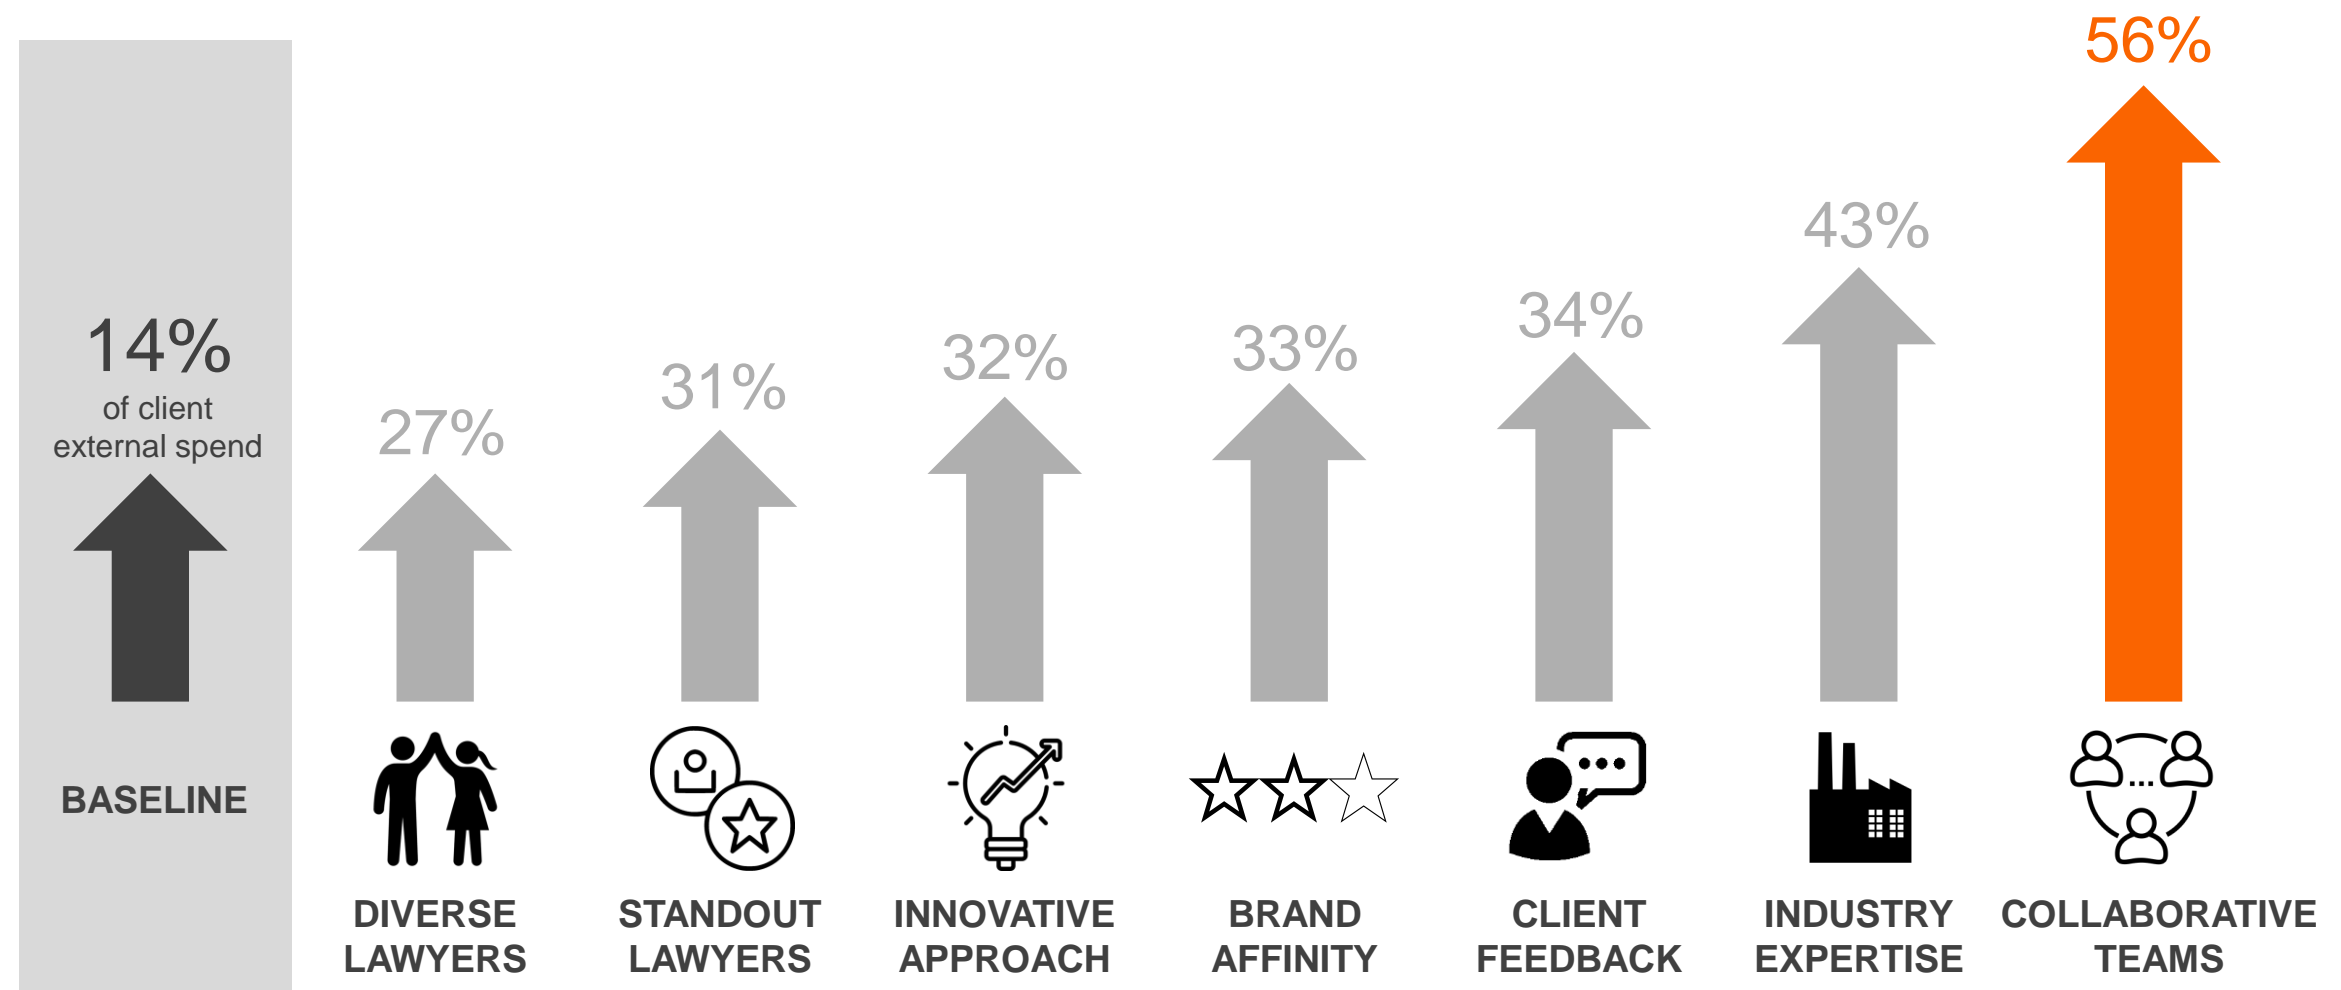 14%
of client
external spend
BASELINE
27%
DIVERSE
LAWYERS
31%
STANDOUT
LAWYERS
32%
INNOVATIVE
APPROACH
33%
BRAND
AFFINITY
34%
CLIENT
FEEDBACK
43%
INDUSTRY
EXPERTISE
56%
COLLABORATIVE
TEAMS